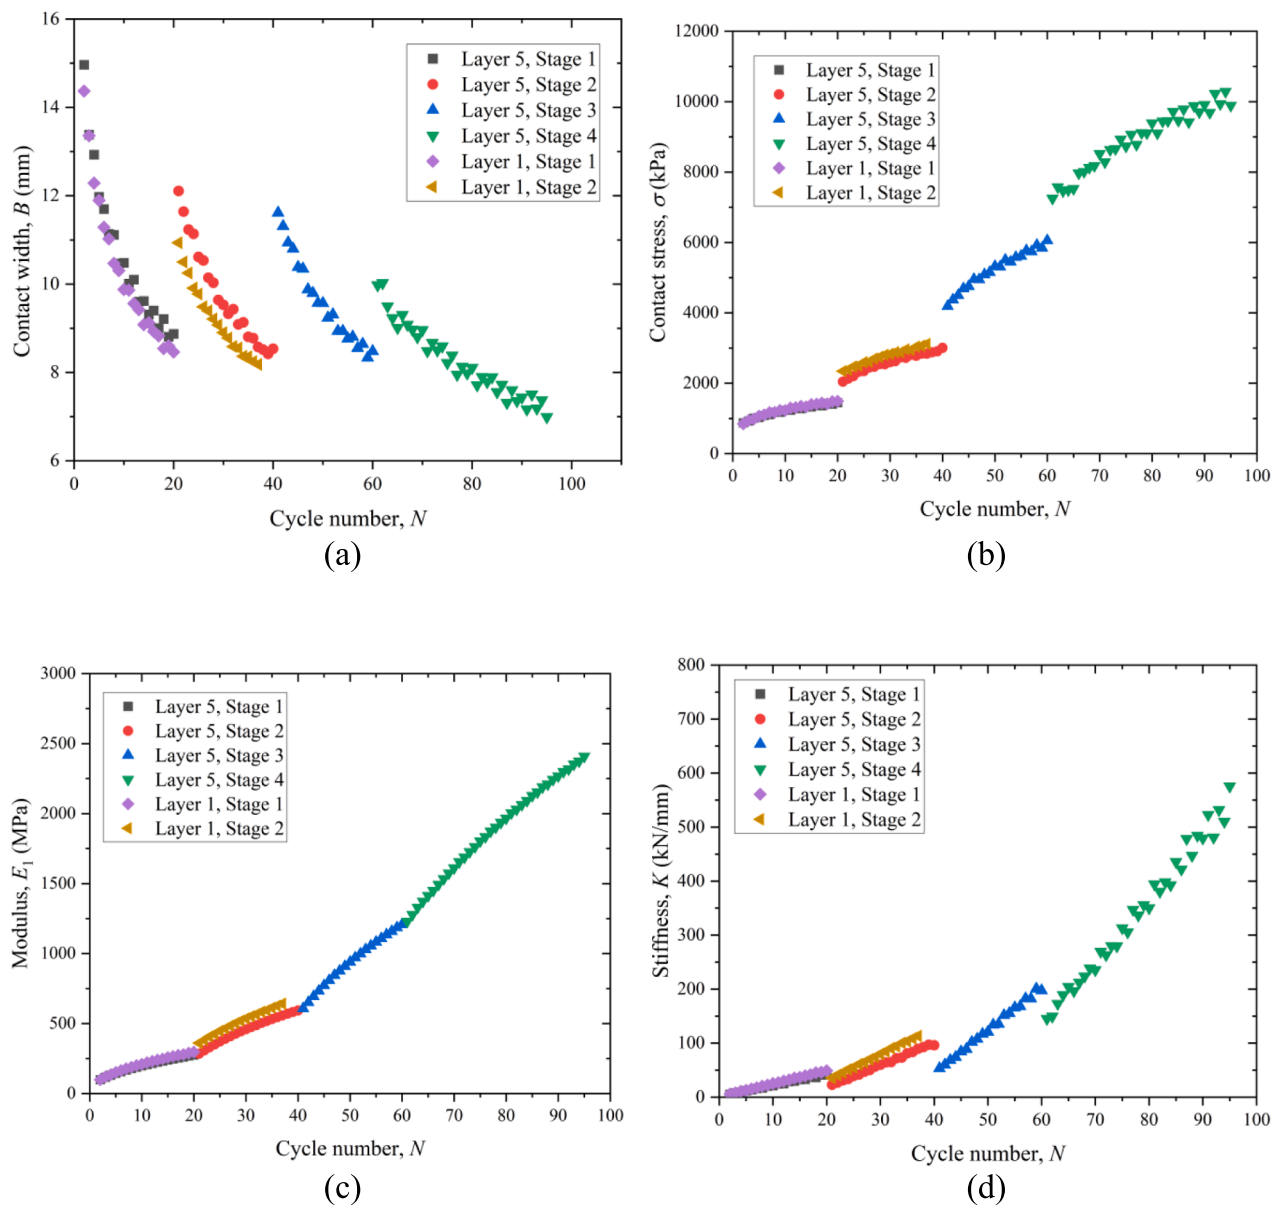 16
14
12
10
8
6
0
20
40
60
80
100
Contact width, B (mm)
Cycle number, N
Layer 5, Stage 1
Layer 5, Stage 2
Layer 5, Stage 3
Layer 5, Stage 4
Layer 1, Stage 1
Layer 1, Stage 2
(a)
12000
10000
8000
6000
4000
2000
0
0
10
20
30
40
50
60
70
80
90
100
Contact stress, σ (kPa)
Cycle number, N
Layer 5, Stage 1
Layer 5, Stage 2
Layer 5, Stage 3
Layer 5, Stage 4
Layer 1, Stage 1
Layer 1, Stage 2
(b)
3000
2500
2000
1500
1000
500
0
0
10
20
30
40
50
60
70
80
90
100
Modulus, E₁ (MPa)
Cycle number, N
Layer 5, Stage 1
Layer 5, Stage 2
Layer 5, Stage 3
Layer 5, Stage 4
Layer 1, Stage 1
Layer 1, Stage 2
(c)
800
700
600
500
400
300
200
100
0
0
10
20
30
40
50
60
70
80
90
100
Stiffness, K (kN/mm)
Cycle number, N
Layer 5, Stage 1
Layer 5, Stage 2
Layer 5, Stage 3
Layer 5, Stage 4
Layer 1, Stage 1
Layer 1, Stage 2
(d)